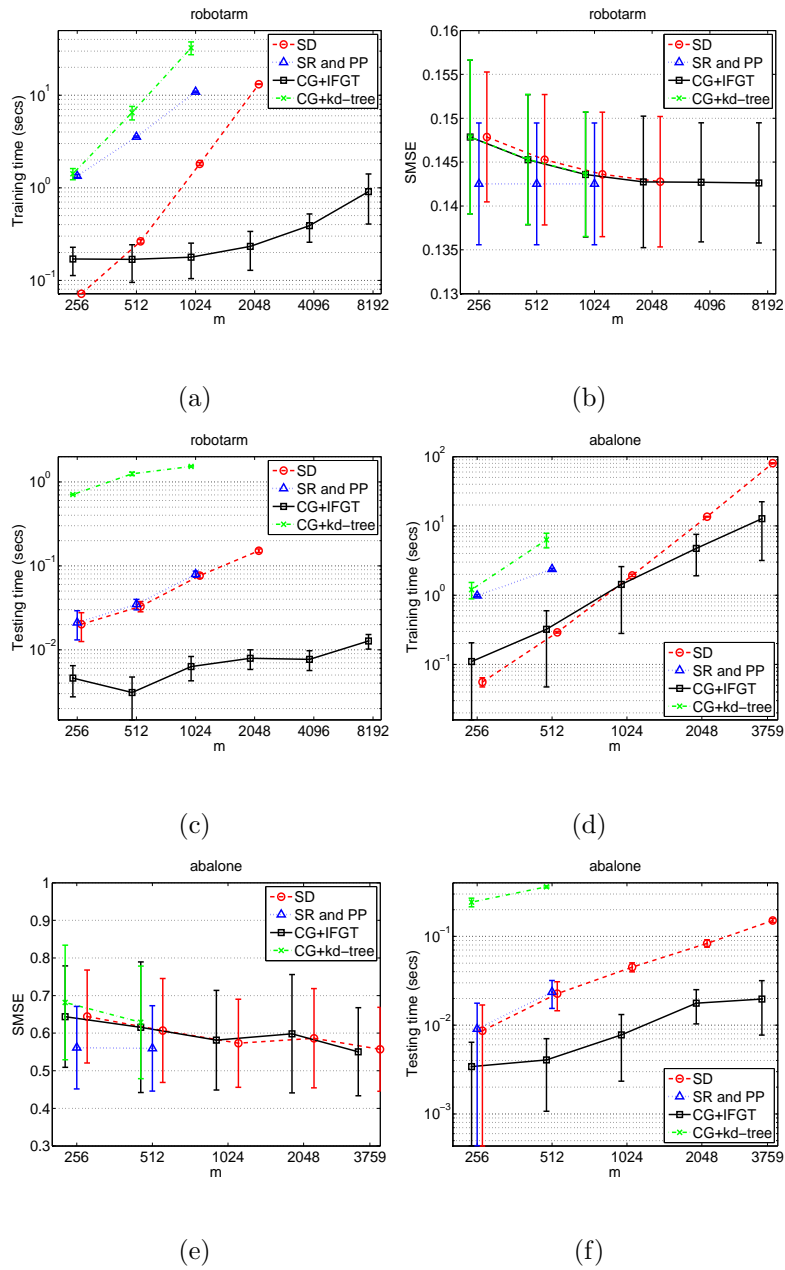 robotarm
10^1
10^0
10^−1
Training time (secs)
256 512 1024 2048 4096 8192
m
SD
SR and PP
CG+IFGT
CG+kd−tree
(a)
robotarm
0.16
0.155
0.15
0.145
0.14
0.135
0.13
SMSE
256 512 1024 2048 4096 8192
m
SD
SR and PP
CG+IFGT
CG+kd−tree
(b)
robotarm
10^0
10^−1
10^−2
Testing time (secs)
256 512 1024 2048 4096 8192
m
SD
SR and PP
CG+IFGT
CG+kd−tree
(c)
abalone
10^2
10^1
10^0
10^−1
Training time (secs)
256 512 1024 2048 3759
m
SD
SR and PP
CG+IFGT
CG+kd−tree
(d)
abalone
1
0.9
0.8
0.7
0.6
0.5
0.4
0.3
SMSE
256 512 1024 2048 3759
m
SD
SR and PP
CG+IFGT
CG+kd−tree
(e)
abalone
10^−1
10^−2
10^−3
Testing time (secs)
256 512 1024 2048 3759
m
SD
SR and PP
CG+IFGT
CG+kd−tree
(f)